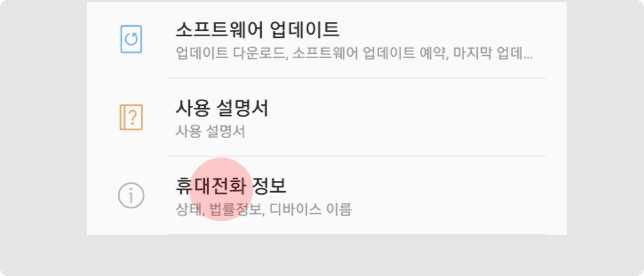 소프트웨어 업데이트
업데이트 다운로드, 소프트웨어 업데이트 예약, 마지막 업데...
사용 설명서
사용 설명서
휴대전화 정보
상태, 법률정보, 디바이스 이름